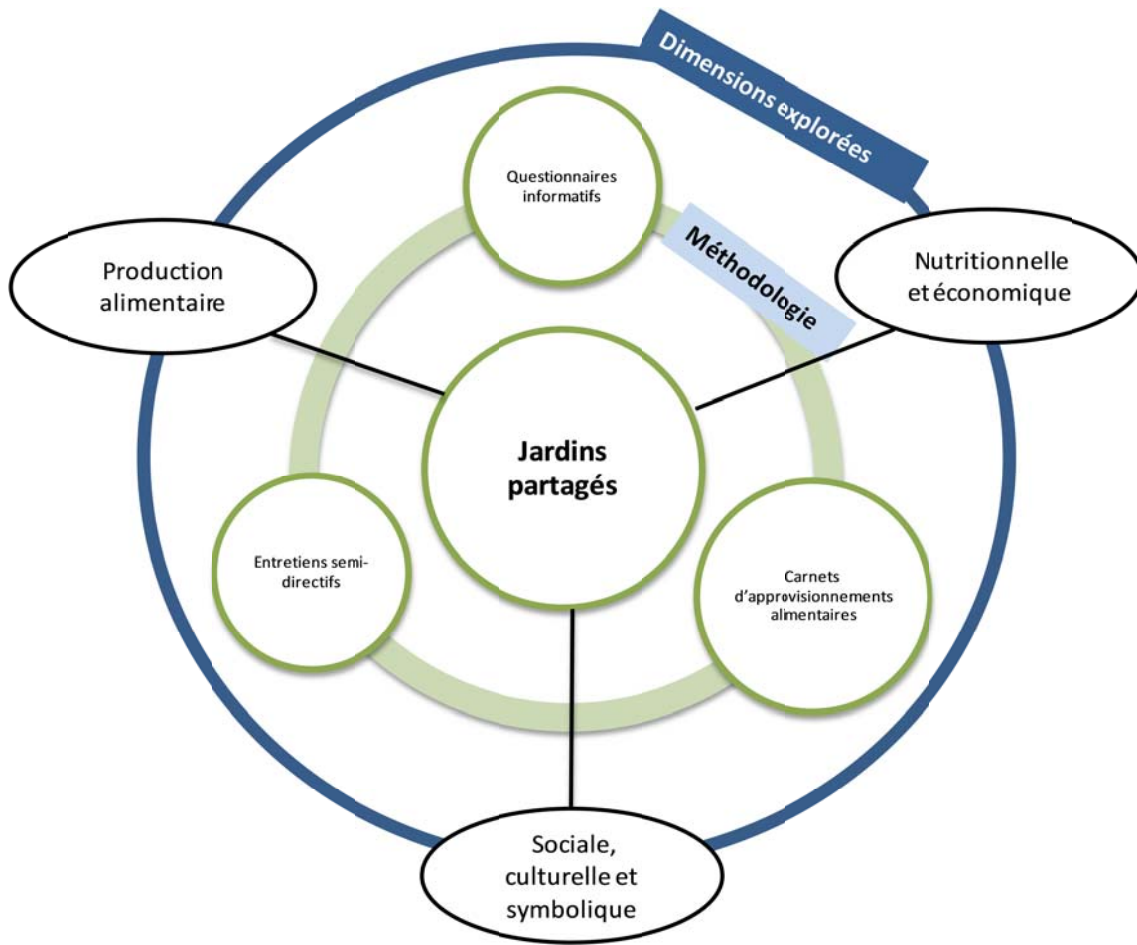 Dimensions explorées
Questionnaires
informatifs
Méthodologie
Production
alimentaire
Nutritionnelle
et économique
Jardins
partagés
Entretiens semi-
directifs
Carnets
d'approvisionnements
alimentaires
Sociale,
culturelle et
symbolique